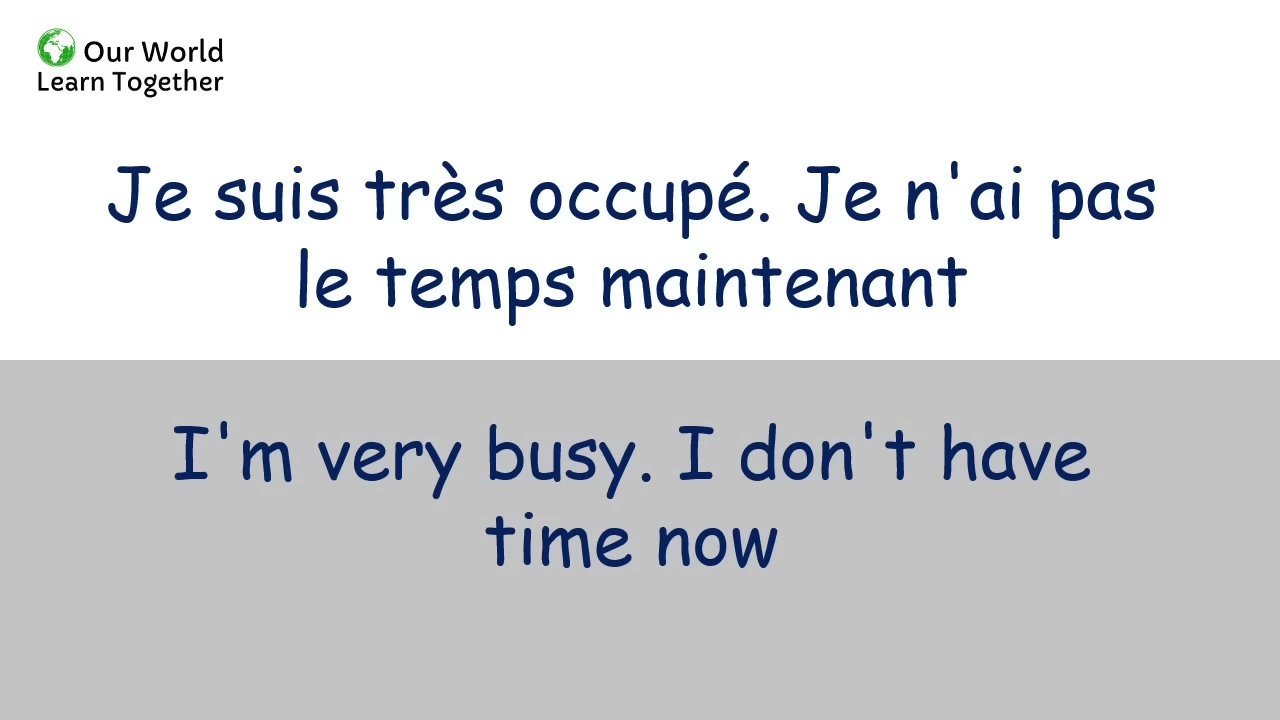 Our World
Learn Together
Je suis très occupé. Je n'ai pas
le temps maintenant
I'm very busy. I don't have
time now